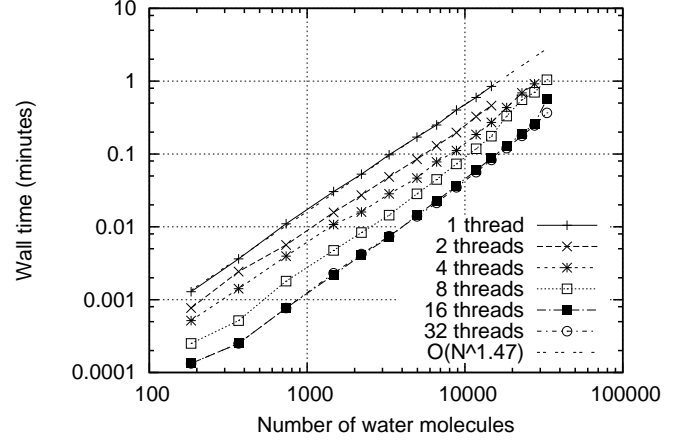 10
1
0.1
0.01
0.001
0.0001
Wall time (minutes)
100
1000
10000
100000
Number of water molecules
1 thread
2 threads
4 threads
8 threads
16 threads
32 threads
O(N^1.47)